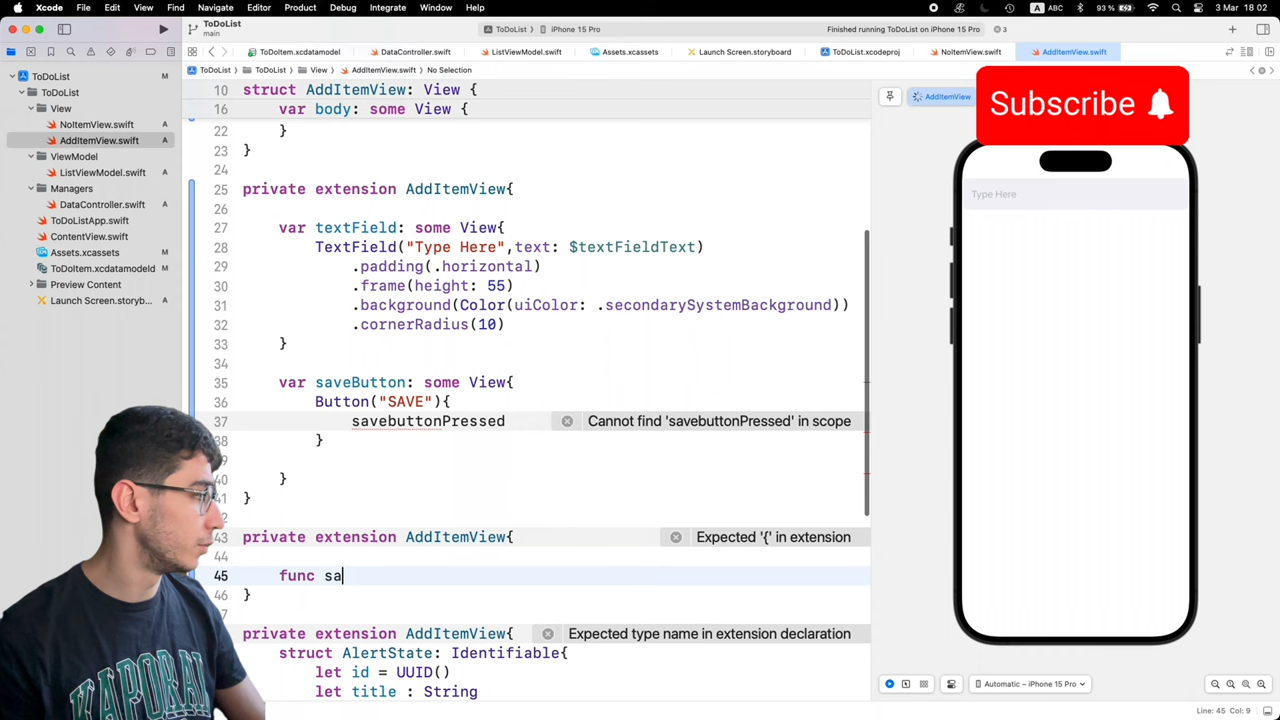 Xcode File Edit View Find Navigate Editor Product Debug Integrate Window Help A ABC 93 % 3 Mar 18 02
ToDoList
main
ToDoList iPhone 15 Pro
Finished running ToDoList on iPhone 15 Pro 3
ToDoItem.xcdatamodel DataController.swift ListViewModel.swift Assets.xcassets Launch Screen.storyboard ToDoList.xcodeproj NoItemView.swift AddItemView.swift
ToDoList ToDoList View AddItemView.swift No Selection
ToDoList M
ToDoList
View
NoItemView.swift A
AddItemView.swift A
ViewModel
ListViewModel.swift A
Managers
DataController.swift A
ToDoListApp.swift A
ContentView.swift A
Assets.xcassets M
ToDoItem.xcdatamodeld M
Preview Content
Launch Screen.storyb... A
10 struct AddItemView: View {
16 var body: some View {
22 }
23 }
24
25 private extension AddItemView{
26
27 var textField: some View{
28 TextField("Type Here",text: $textFieldText)
29 .padding(.horizontal)
30 .frame(height: 55)
31 .background(Color(uiColor: .secondarySystemBackground))
32 .cornerRadius(10)
33 }
34
35 var saveButton: some View{
36 Button("SAVE"){
37 savebuttonPressed Cannot find 'savebuttonPressed' in scope
38 }
40 }
41 }
43 private extension AddItemView{ Expected '{' in extension
44
45 func sa
46 }
private extension AddItemView{ Expected type name in extension declaration
struct AlertState: Identifiable{
let id = UUID()
let title : String
AddItemView
Subscribe
Type Here
Automatic – iPhone 15 Pro
Line: 45 Col: 9